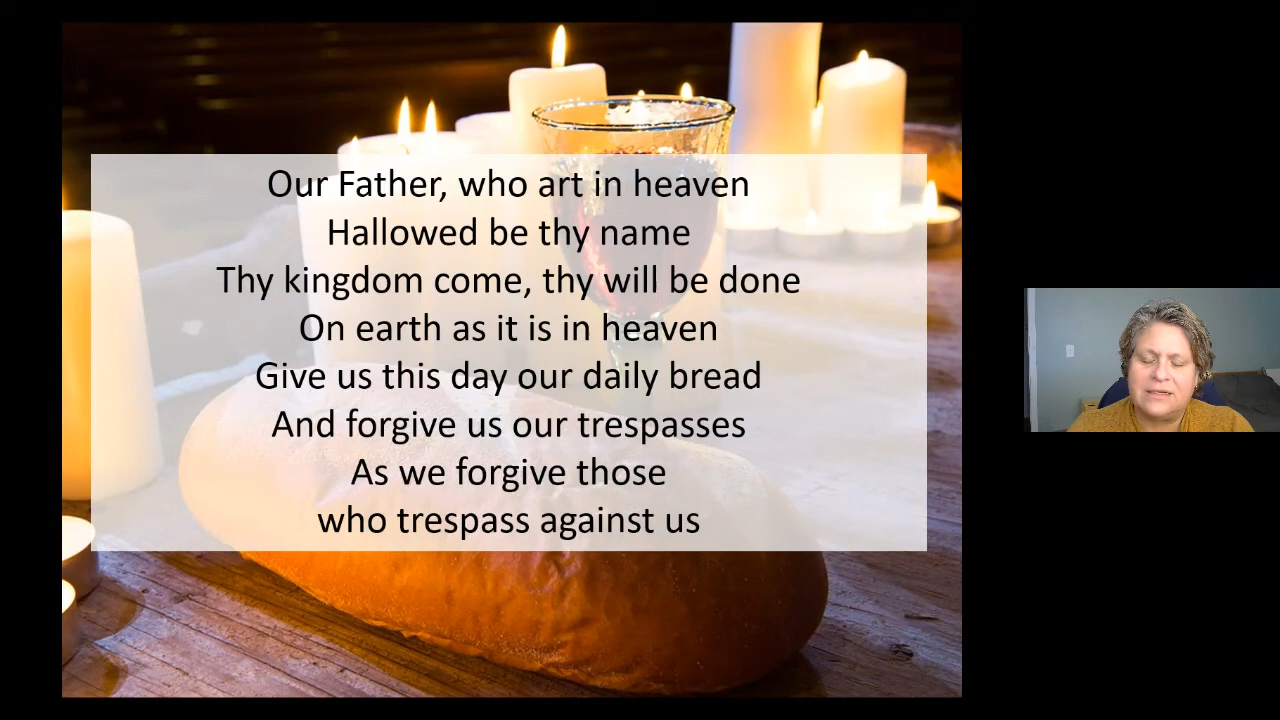 Our Father, who art in heaven
Hallowed be thy name
Thy kingdom come, thy will be done
On earth as it is in heaven
Give us this day our daily bread
And forgive us our trespasses
As we forgive those
who trespass against us